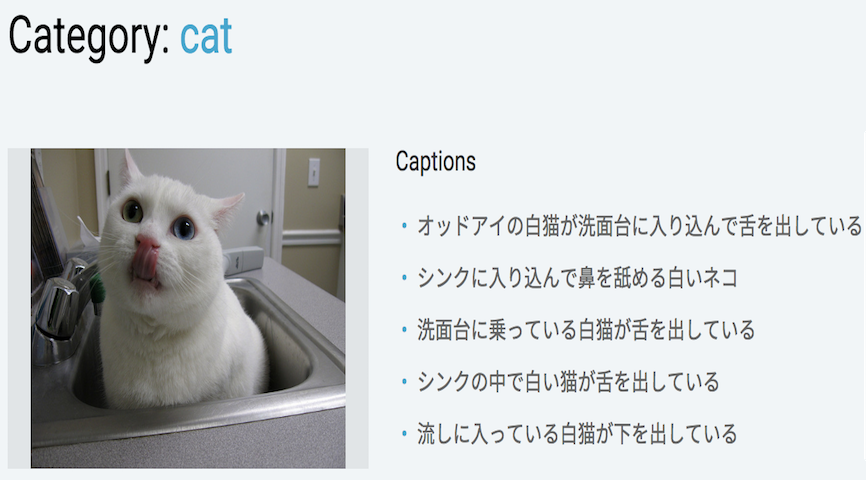 Category: cat
Captions
・オッドアイの白猫が洗面台に入り込んで舌を出している
・シンクに入り込んで鼻を舐める白いネコ
・洗面台に乗っている白猫が舌を出している
・シンクの中で白い猫が舌を出している
・流しに入っている白猫が下を出している